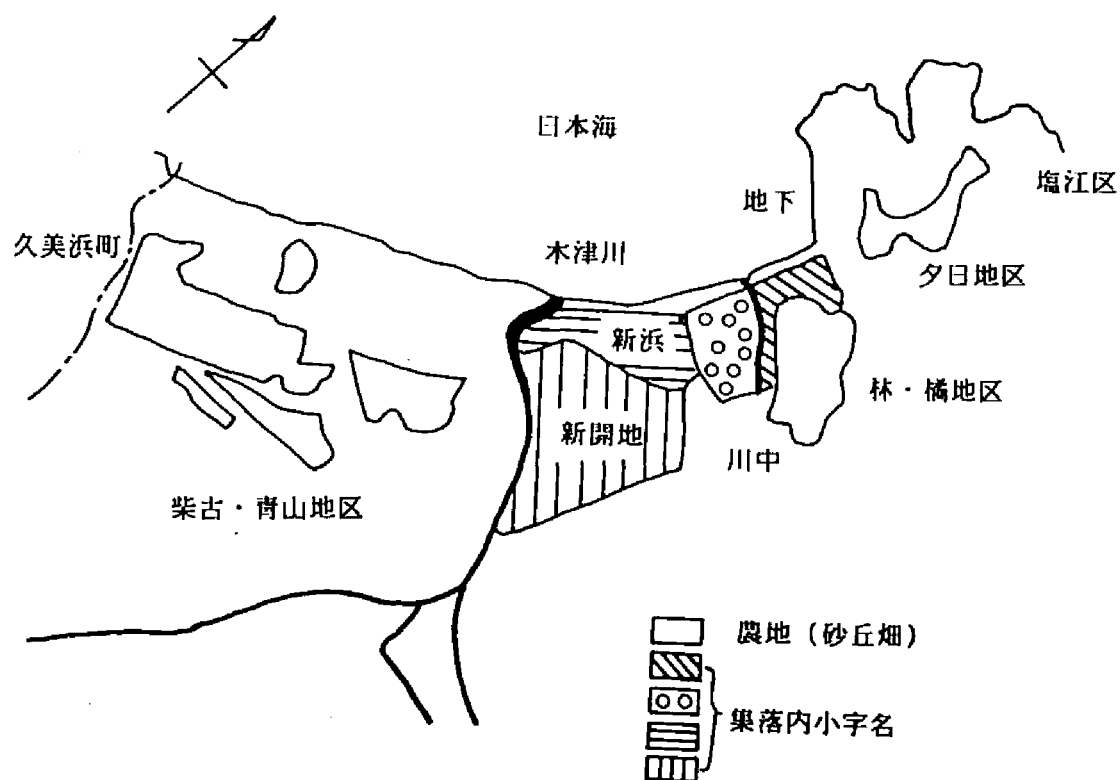 日本海
塩江区
地下
久美浜町
木津川
夕日地区
新浜
林・橘地区
新開地
川中
柴古・青山地区
農地（砂丘畑）
集落内小字名